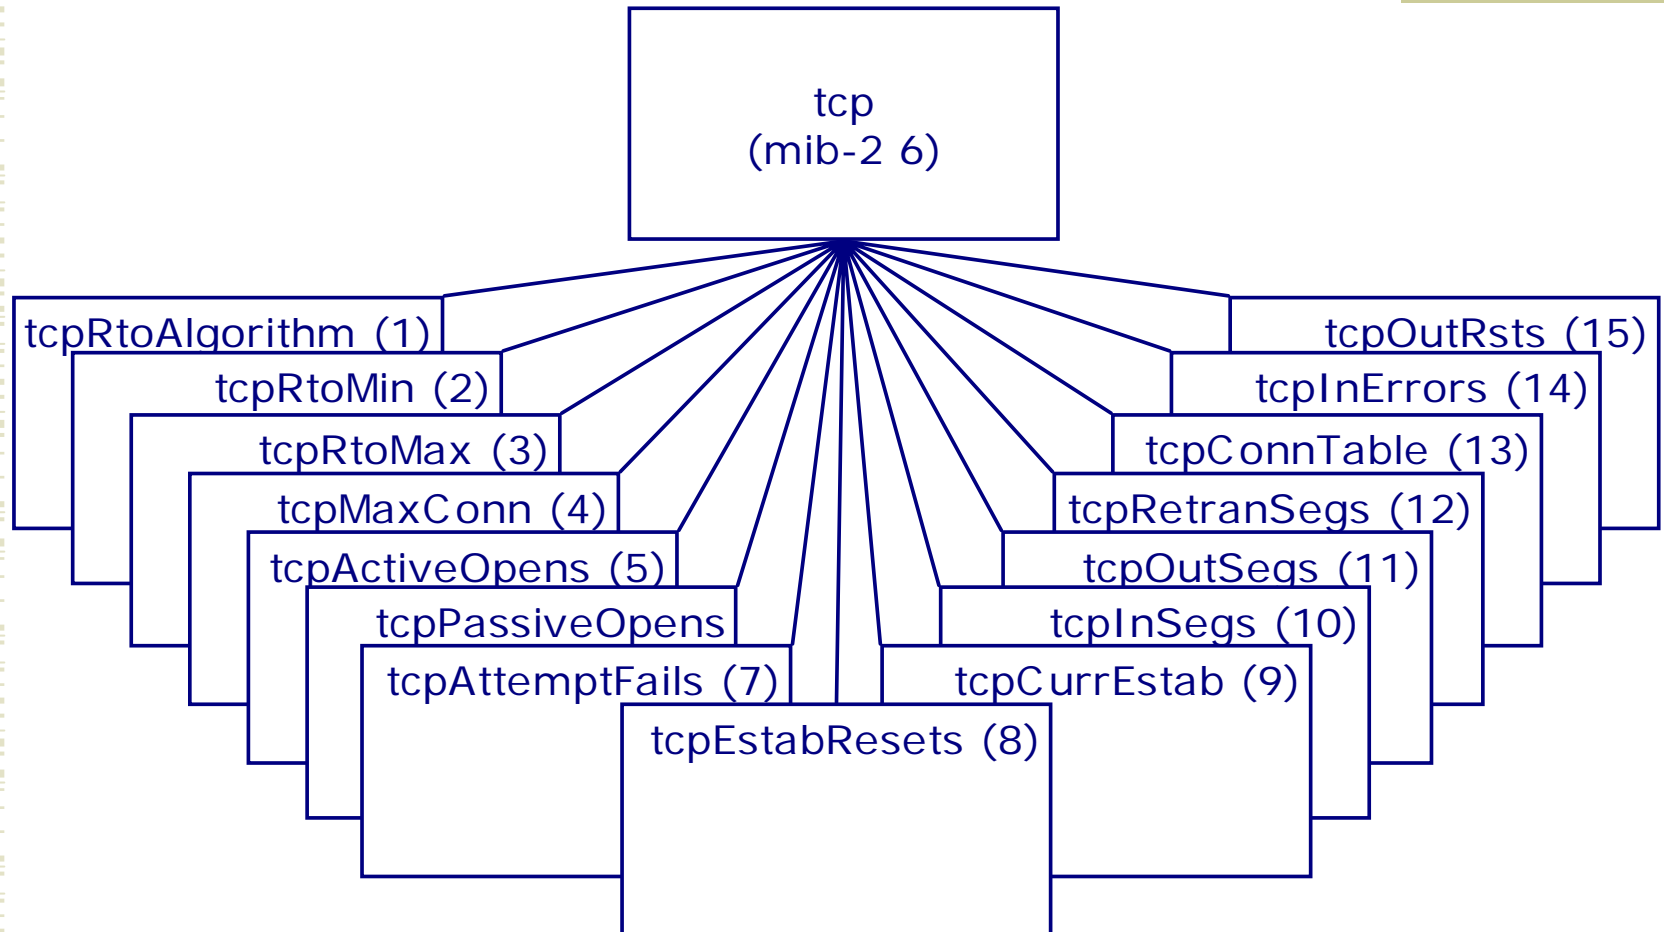 tcp
(mib-2 6)
tcpRtoAlgorithm (1)
tcpRtoMin (2)
tcpRtoMax (3)
tcpMaxConn (4)
tcpActiveOpens (5)
tcpPassiveOpens
tcpAttemptFails (7)
tcpEstabResets (8)
tcpCurrEstab (9)
tcpInSegs (10)
tcpOutSegs (11)
tcpRetranSegs (12)
tcpConnTable (13)
tcpInErrors (14)
tcpOutRsts (15)